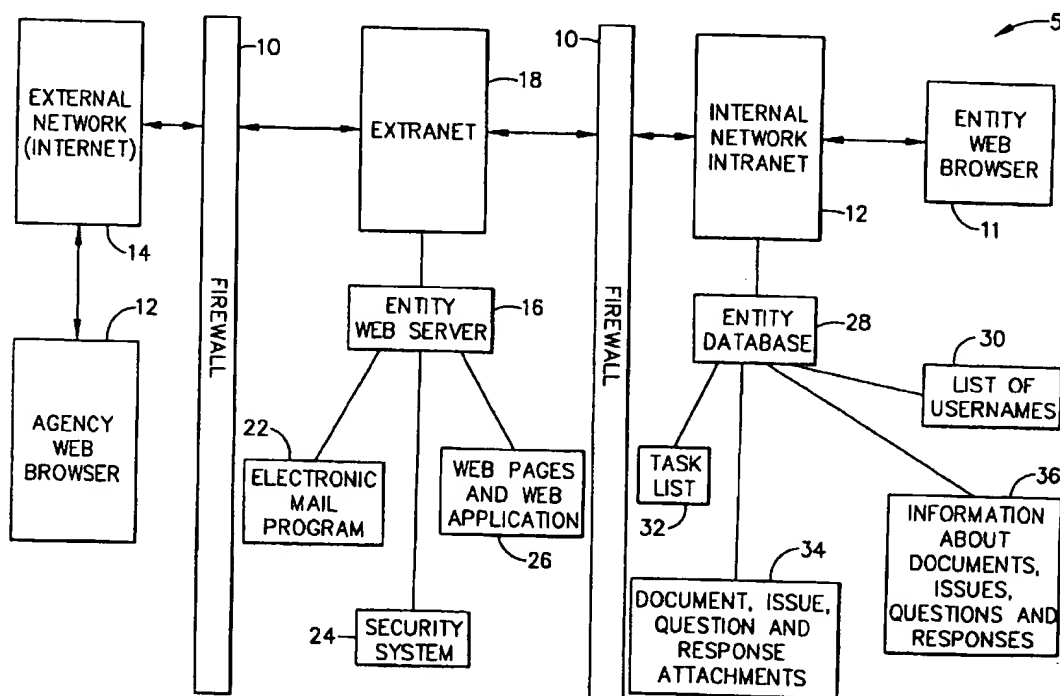 5
10
10
18
EXTERNAL
NETWORK
(INTERNET)
14
EXTRANET
INTERNAL
NETWORK
INTRANET
12
ENTITY
WEB
BROWSER
11
12
AGENCY
WEB
BROWSER
FIREWALL
ENTITY
WEB SERVER
16
22
ELECTRONIC
MAIL
PROGRAM
WEB PAGES
AND WEB
APPLICATION
26
24
SECURITY
SYSTEM
FIREWALL
ENTITY
DATABASE
28
30
LIST OF
USERNAMES
TASK
LIST
32
34
DOCUMENT, ISSUE,
QUESTION AND
RESPONSE
ATTACHMENTS
36
INFORMATION
ABOUT
DOCUMENTS,
ISSUES,
QUESTIONS AND
RESPONSES